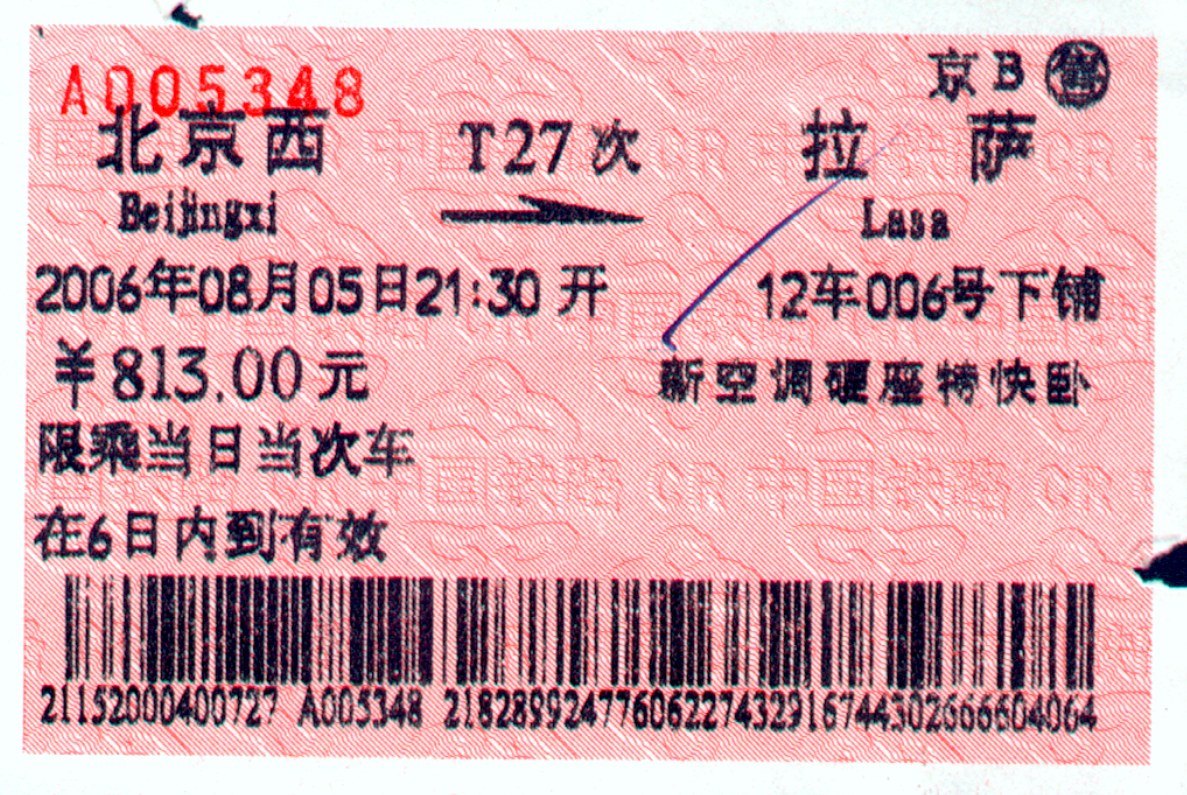 A005348
京B 售
北京西 T27次 拉萨
Beijingxi Lasa
2006年08月05日21:30开 12车006号下铺
￥813.00元 新空调硬座特快卧
限乘当日当次车
在6日内到有效
21152000400727 A005348 2182899247760622743291674430266660​4064